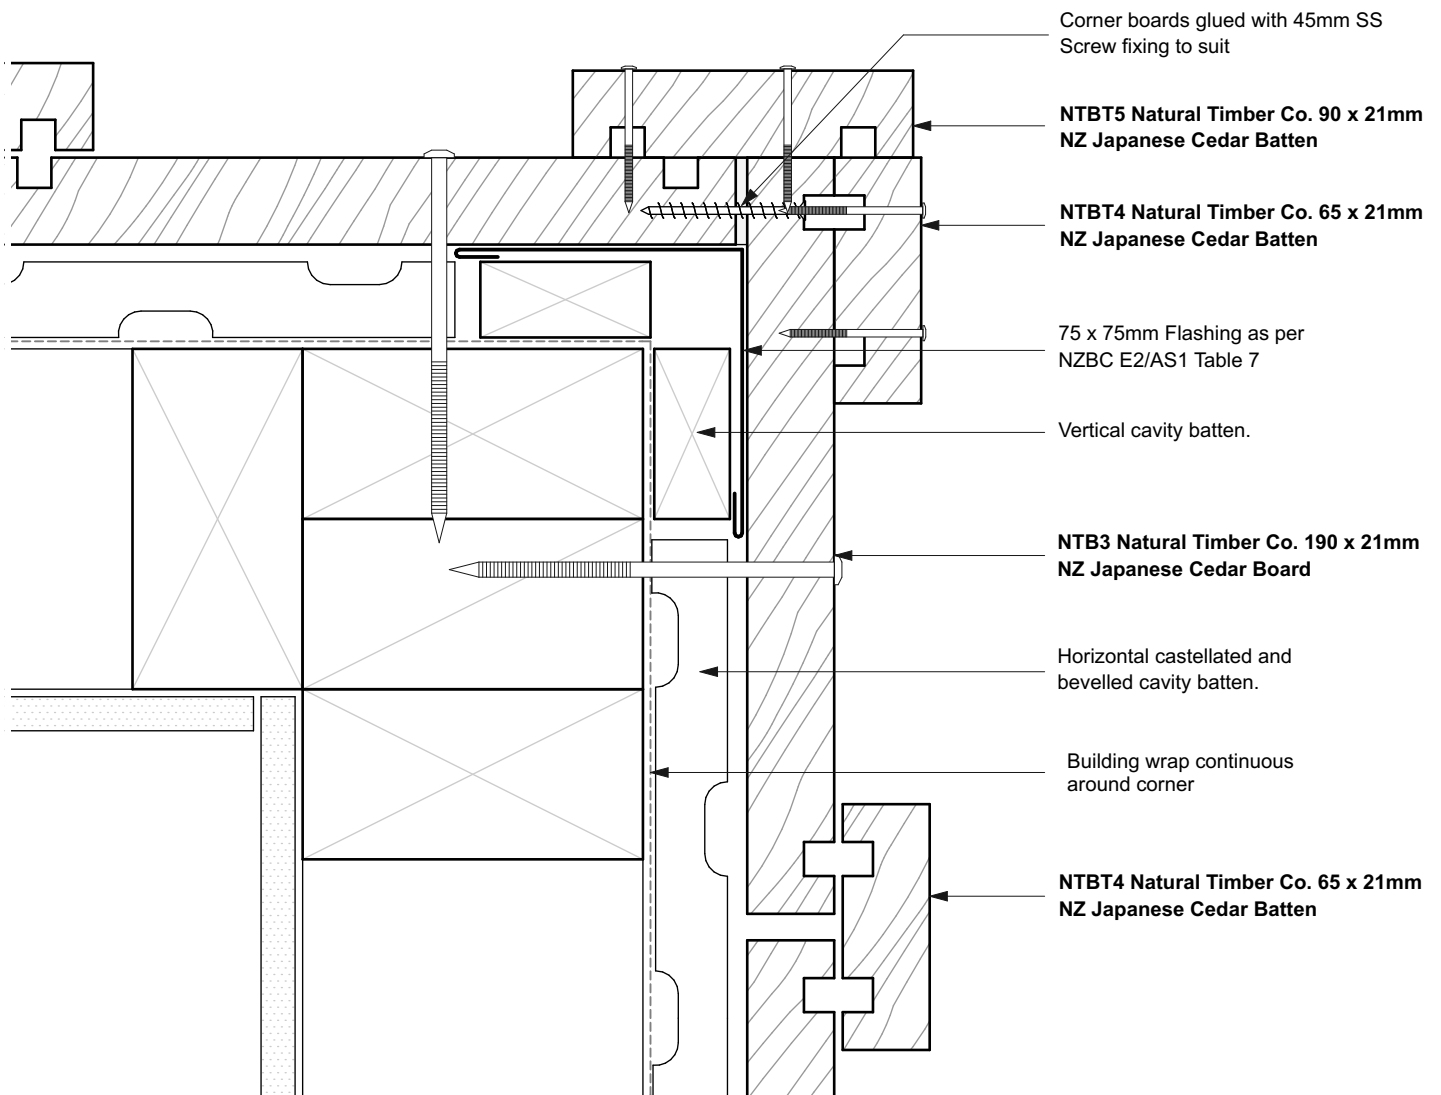 Corner boards glued with 45mm SS
Screw fixing to suit
NTBT5 Natural Timber Co. 90 x 21mm
NZ Japanese Cedar Batten
NTBT4 Natural Timber Co. 65 x 21mm
NZ Japanese Cedar Batten
75 x 75mm Flashing as per
NZBC E2/AS1 Table 7
Vertical cavity batten.
NTB3 Natural Timber Co. 190 x 21mm
NZ Japanese Cedar Board
Horizontal castellated and
bevelled cavity batten.
Building wrap continuous
around corner
NTBT4 Natural Timber Co. 65 x 21mm
NZ Japanese Cedar Batten